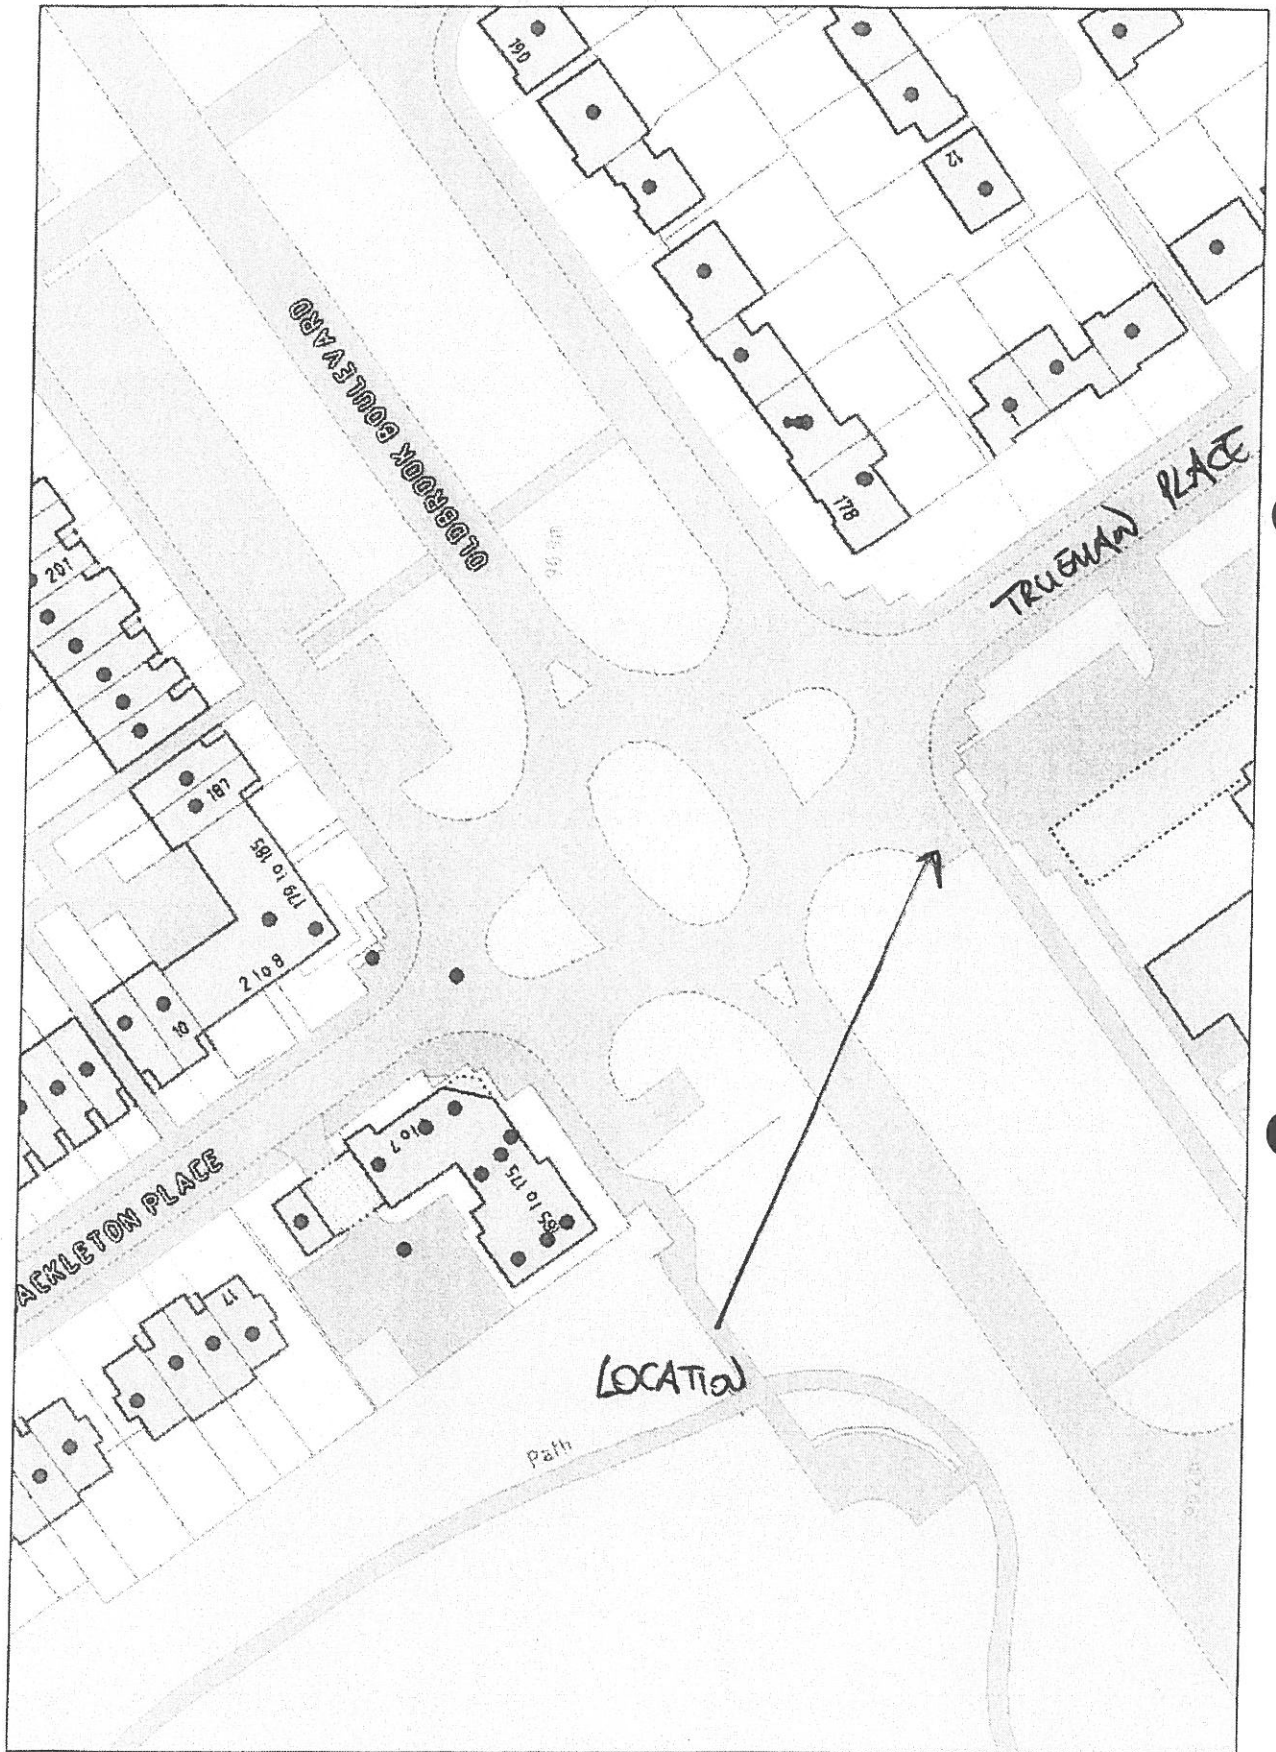 190
12
OLDBROOK BOULEVARD
178
TRUEMAN PLACE
201
187
179 to 185
2 to 8
10
1 to 7
165 to 175
ACKLETON PLACE
17
LOCATION
Path